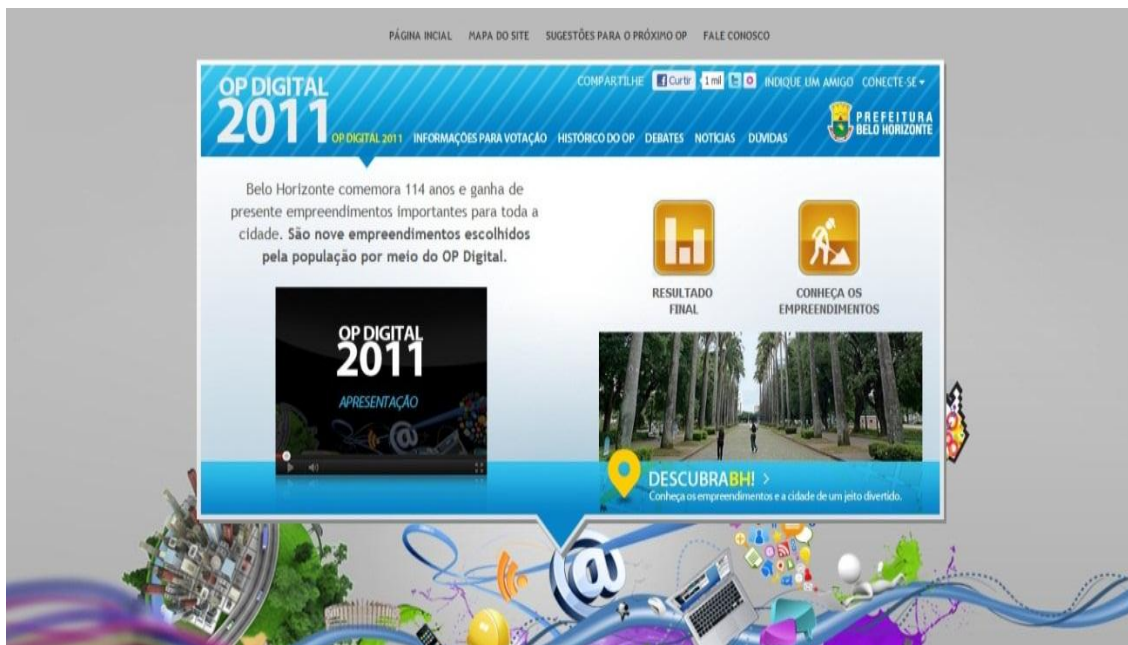 PÁGINA INCIAL MAPA DO SITE SUGESTÕES PARA O PRÓXIMO OP FALE CONOSCO
OP DIGITAL
2011
COMPARTILHE Curtir 1 mil INDIQUE UM AMIGO CONECTE-SE
PREFEITURA
BELO HORIZONTE
OP DIGITAL 2011 INFORMAÇÕES PARA VOTAÇÃO HISTÓRICO DO OP DEBATES NOTÍCIAS DÚVIDAS
Belo Horizonte comemora 114 anos e ganha de
presente empreendimentos importantes para toda a
cidade. São nove empreendimentos escolhidos
pela população por meio do OP Digital.
OP DIGITAL
2011
APRESENTAÇÃO
@
RESULTADO
FINAL
CONHEÇA OS
EMPREENDIMENTOS
DESCUBRABH! >
Conheça os empreendimentos e a cidade de um jeito divertido.
@